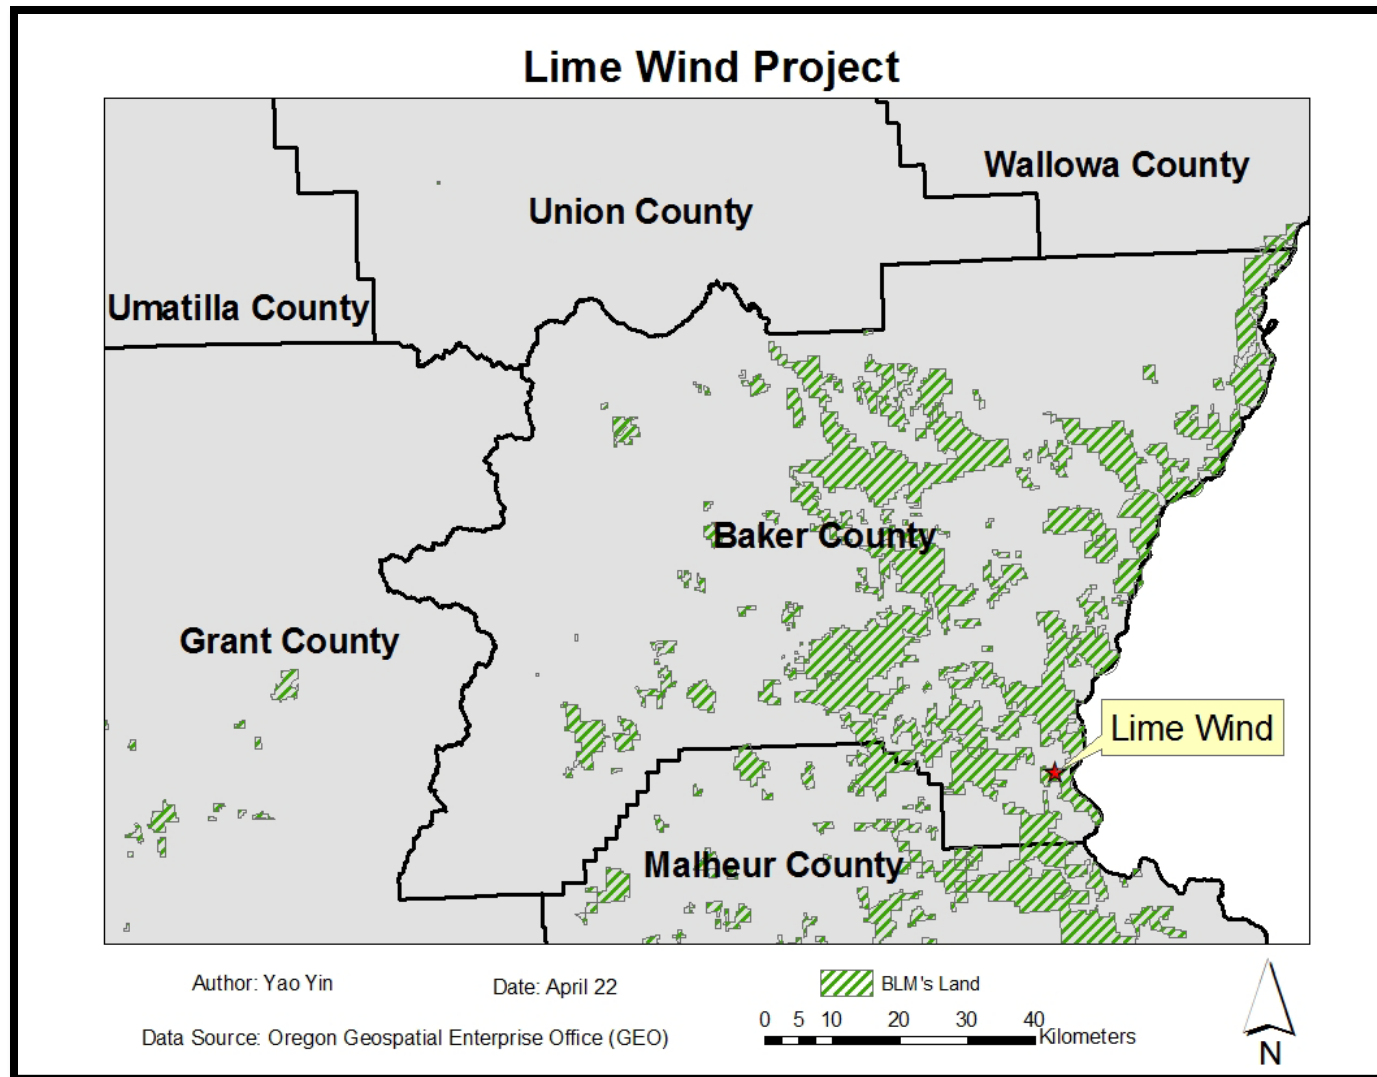 Lime Wind Project
Wallowa County
Union County
Umatilla County
Baker County
Grant County
Lime Wind
Malheur County
Author: Yao Yin
Date: April 22
BLM's Land
Data Source: Oregon Geospatial Enterprise Office (GEO)
0 5 10 20 30 40
Kilometers
N